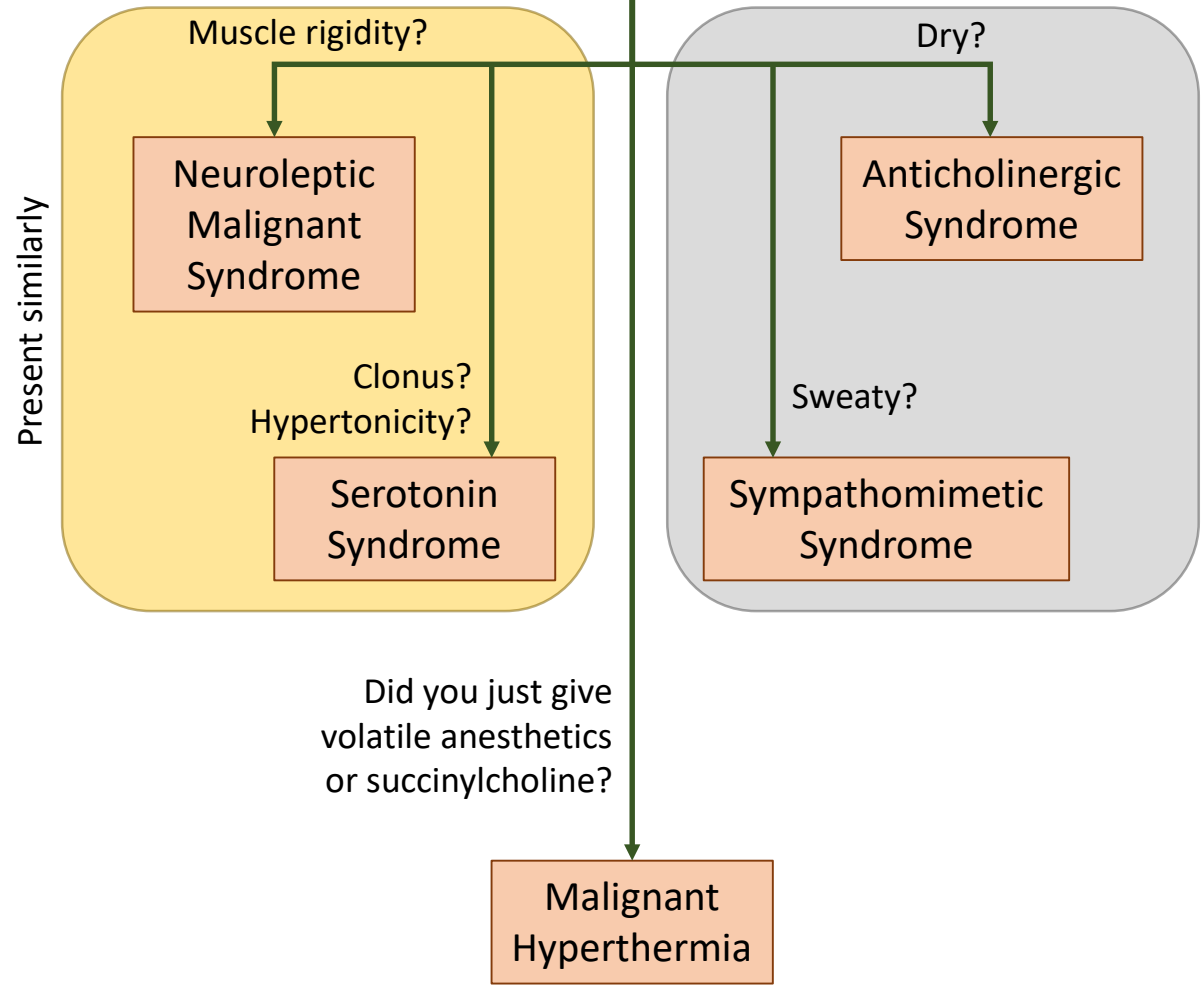 Muscle rigidity?
Dry?
Neuroleptic
Malignant
Syndrome
Anticholinergic
Syndrome
Present similarly
Clonus?
Hypertonicity?
Sweaty?
Serotonin
Syndrome
Sympathomimetic
Syndrome
Did you just give
volatile anesthetics
or succinylcholine?
Malignant
Hyperthermia